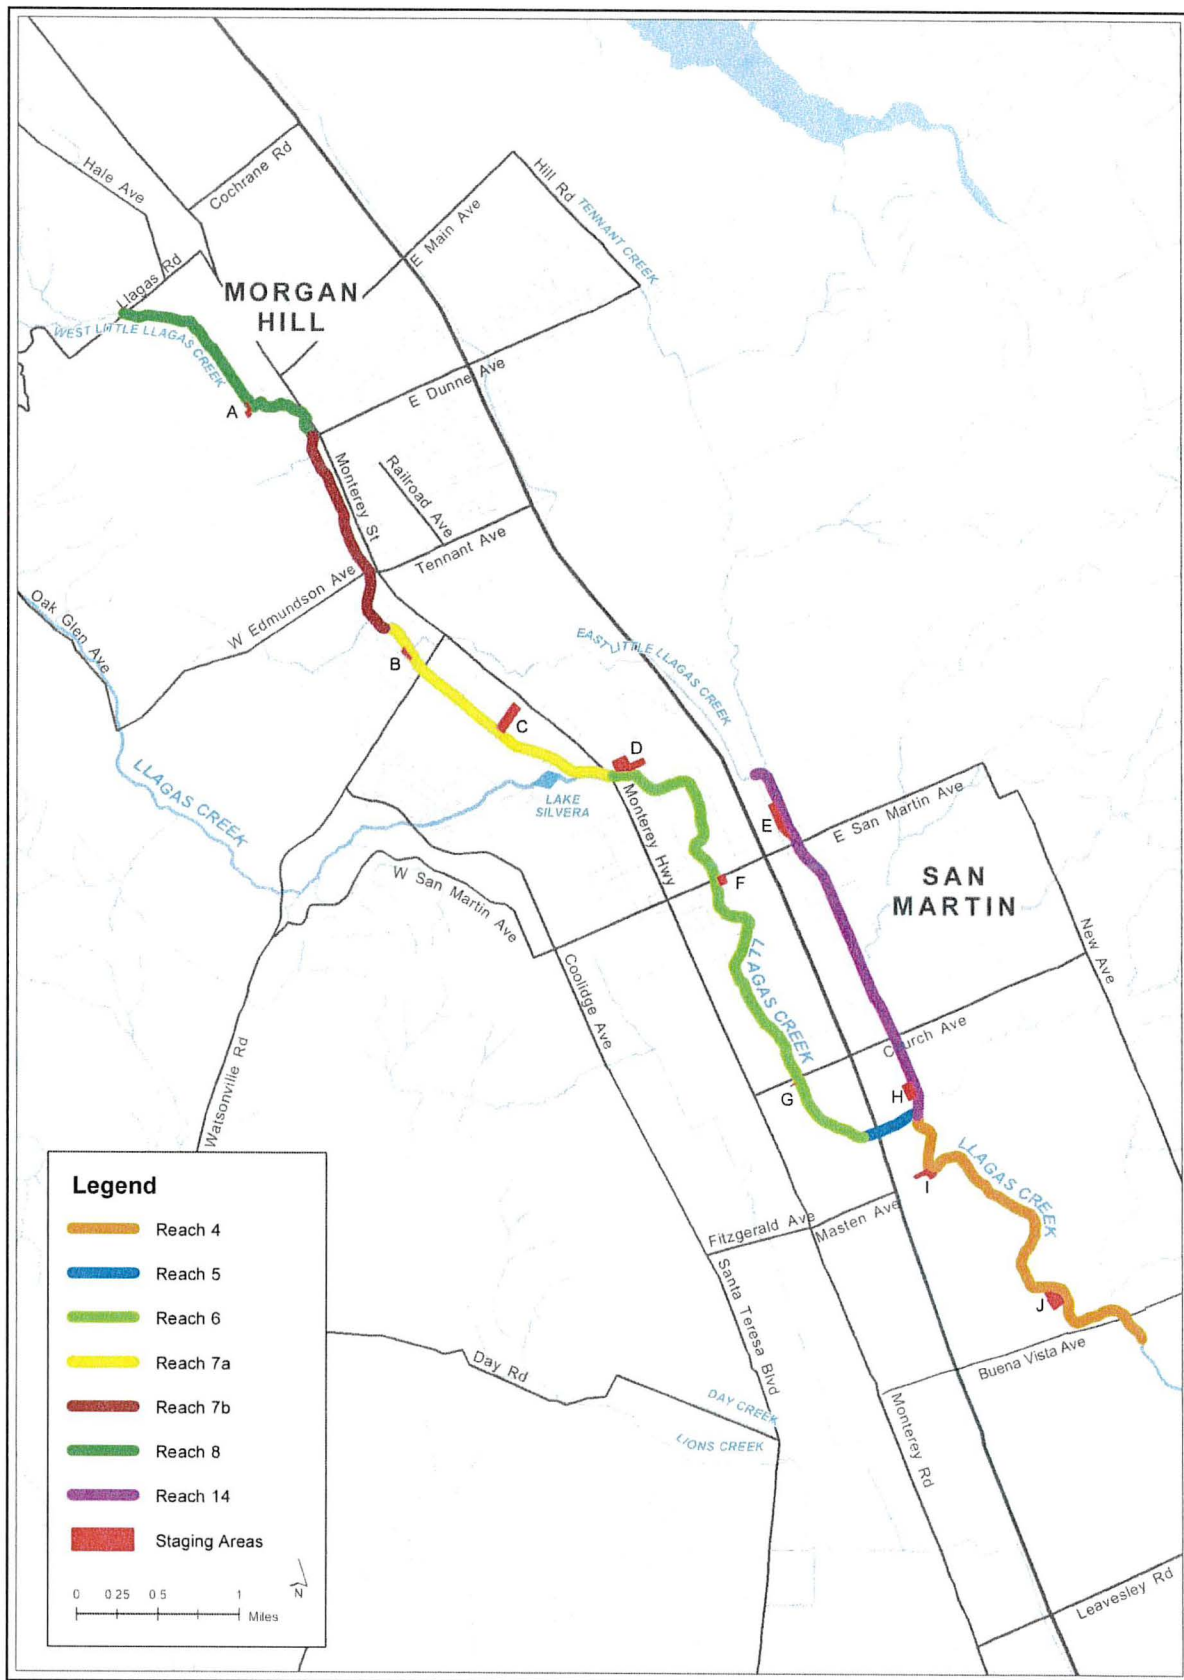 Hale Ave
Cochrane Rd
Hill Rd
TENNANT CREEK
E Main Ave
Llagas Rd
MORGAN
HILL
WEST LITTLE LLAGAS CREEK
A
E Dunne Ave
Monterey St
Railroad Ave
Tennant Ave
Oak Glen Ave
W Edmundson Ave
B
EAST LITTLE LLAGAS CREEK
C
D
LLAGAS CREEK
LAKE
SILVERA
Monterey Hwy
E
E San Martin Ave
W San Martin Ave
F
SAN
MARTIN
New Ave
LLAGAS CREEK
Coolidge Ave
Watsonville Rd
Church Ave
G
H
I
LLAGAS CREEK
Fitzgerald Ave
Masten Ave
Santa Teresa Blvd
J
Buena Vista Ave
Day Rd
DAY CREEK
LIONS CREEK
Monterey Rd
Leavesley Rd
Legend
Reach 4
Reach 5
Reach 6
Reach 7a
Reach 7b
Reach 8
Reach 14
Staging Areas
N
0 0.25 0.5 1
Miles